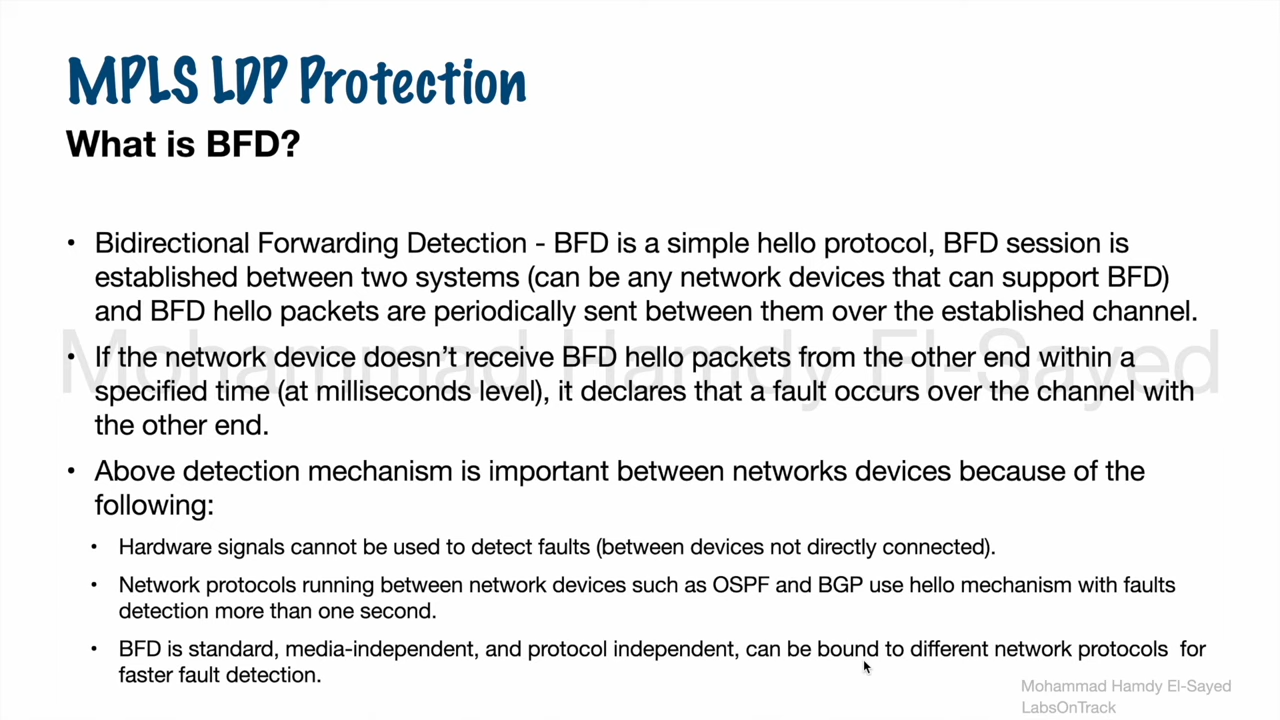 MPLS LDP Protection
What is BFD?
• Bidirectional Forwarding Detection - BFD is a simple hello protocol, BFD session is
established between two systems (can be any network devices that can support BFD)
and BFD hello packets are periodically sent between them over the established channel.
Mohammad Hamdy El-Sayed
• If the network device doesn’t receive BFD hello packets from the other end within a
specified time (at milliseconds level), it declares that a fault occurs over the channel with
the other end.
• Above detection mechanism is important between networks devices because of the
following:
• Hardware signals cannot be used to detect faults (between devices not directly connected).
• Network protocols running between network devices such as OSPF and BGP use hello mechanism with faults
detection more than one second.
• BFD is standard, media-independent, and protocol independent, can be bound to different network protocols for
faster fault detection.
Mohammad Hamdy El-Sayed
LabsOnTrack